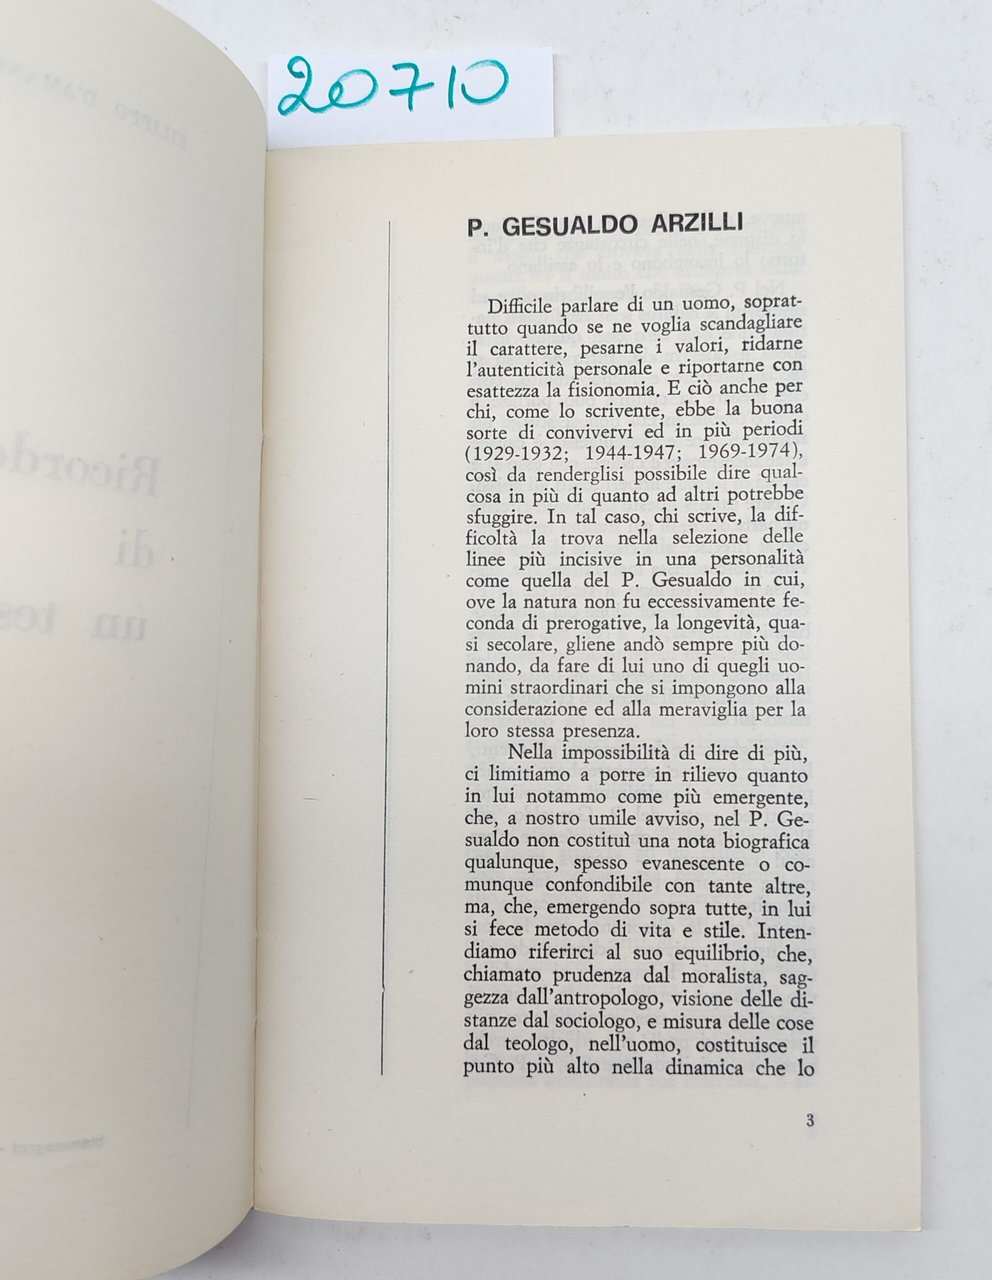 20710
P. GESUALDO ARZILLI
Difficile parlare di un uomo, soprat-
tutto quando se ne voglia scandagliare
il carattere, pesarne i valori, ridarne
l'autenticità personale e riportarne con
esattezza la fisionomia. E ciò anche per
chi, come lo scrivente, ebbe la buona
sorte di convivervi ed in più periodi
(1929-1932; 1944-1947; 1969-1974),
così da renderglisi possibile dire qual-
cosa in più di quanto ad altri potrebbe
sfuggire. In tal caso, chi scrive, la dif-
ficoltà la trova nella selezione delle
linee più incisive in una personalità
come quella del P. Gesualdo in cui,
ove la natura non fu eccessivamente fe-
conda di prerogative, la longevità, qua-
si secolare, gliene andò sempre più do-
nando, da fare di lui uno di quegli uo-
mini straordinari che si impongono alla
considerazione ed alla meraviglia per la
loro stessa presenza.
Nella impossibilità di dire di più,
ci limitiamo a porre in rilievo quanto
in lui notammo come più emergente,
che, a nostro umile avviso, nel P. Ge-
sualdo non costituì una nota biografica
qualunque, spesso evanescente o co-
munque confondibile con tante altre,
ma, che, emergendo sopra tutte, in lui
si fece metodo di vita e stile. Inten-
diamo riferirci al suo equilibrio, che,
chiamato prudenza dal moralista, sag-
gezza dall'antropologo, visione delle di-
stanze dal sociologo, e misura delle cose
dal teologo, nell'uomo, costituisce il
punto più alto nella dinamica che lo
3